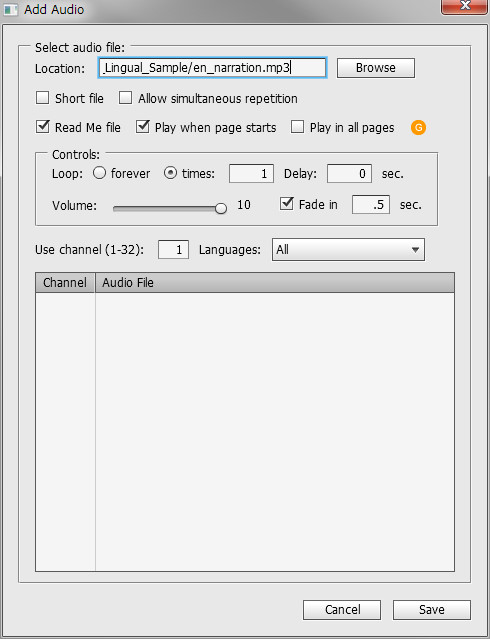 Add Audio
Select audio file:
Location: _Lingual_Sample/en_narration.mp3 Browse
Short file Allow simultaneous repetition
Read Me file Play when page starts Play in all pages G
Controls:
Loop: forever times: 1 Delay: 0 sec.
Volume: 10 Fade in .5 sec.
Use channel (1-32): 1 Languages: All
Channel Audio File
Cancel Save